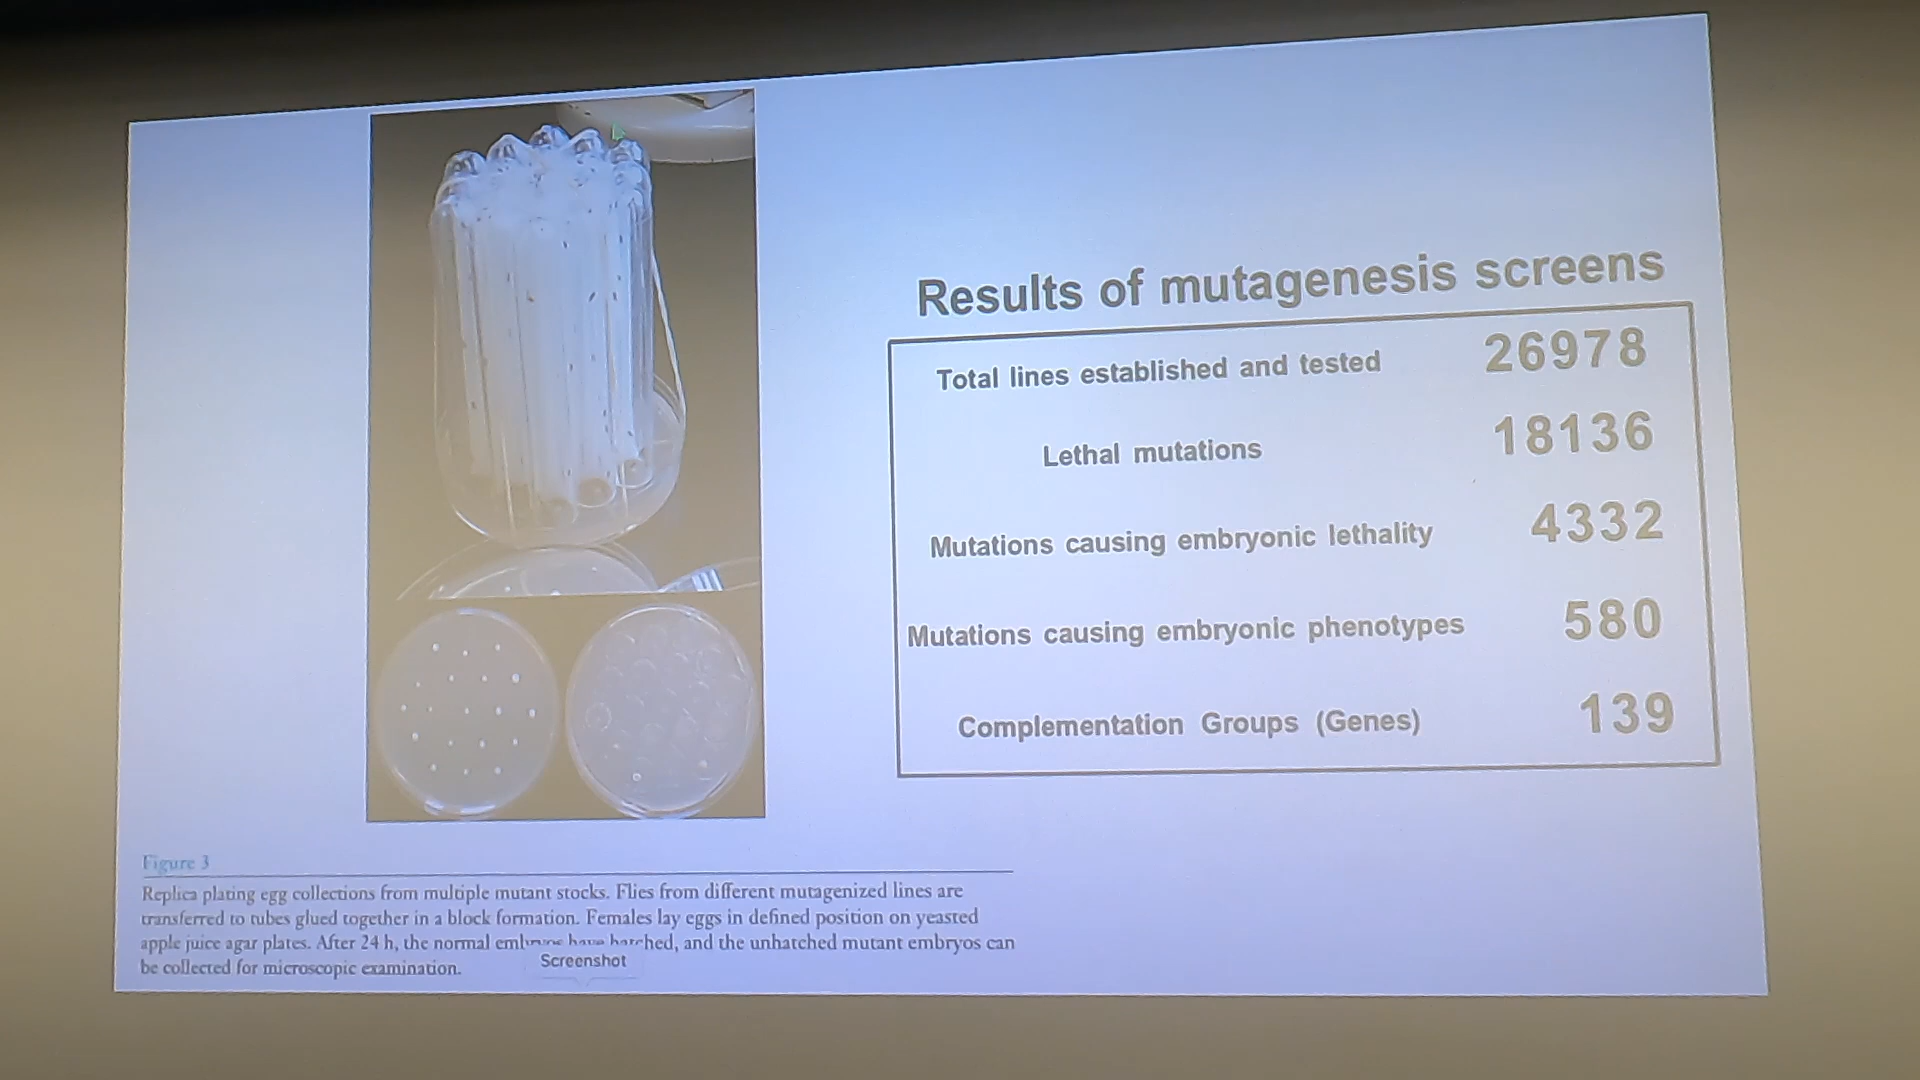 Results of mutagenesis screens
Total lines established and tested 26978
Lethal mutations 18136
Mutations causing embryonic lethality 4332
Mutations causing embryonic phenotypes 580
Complementation Groups (Genes) 139
Figure 3
Replica plating egg collections from multiple mutant stocks. Flies from different mutagenized lines are
transferred to tubes glued together in a block formation. Females lay eggs in defined position on yeasted
apple juice agar plates. After 24 h, the normal embryos have hatched, and the unhatched mutant embryos can
be collected for microscopic examination.
Screenshot